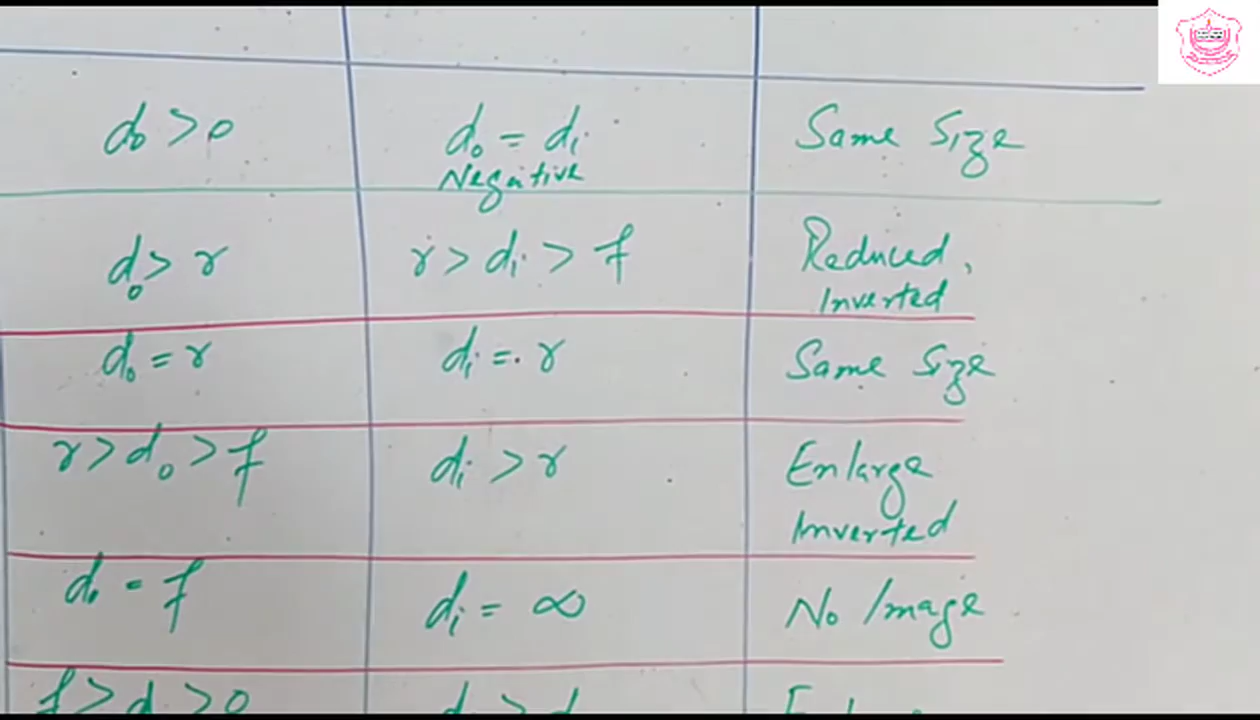 d₀ > 0 d₀ = dᵢ Same Size
Negative
d₀ > r r > dᵢ > f Reduced,
Inverted
d₀ = r dᵢ = r Same Size
r > d₀ > f dᵢ > r Enlarge
Inverted
d₀ = f dᵢ = ∞ No Image
f > d > 0